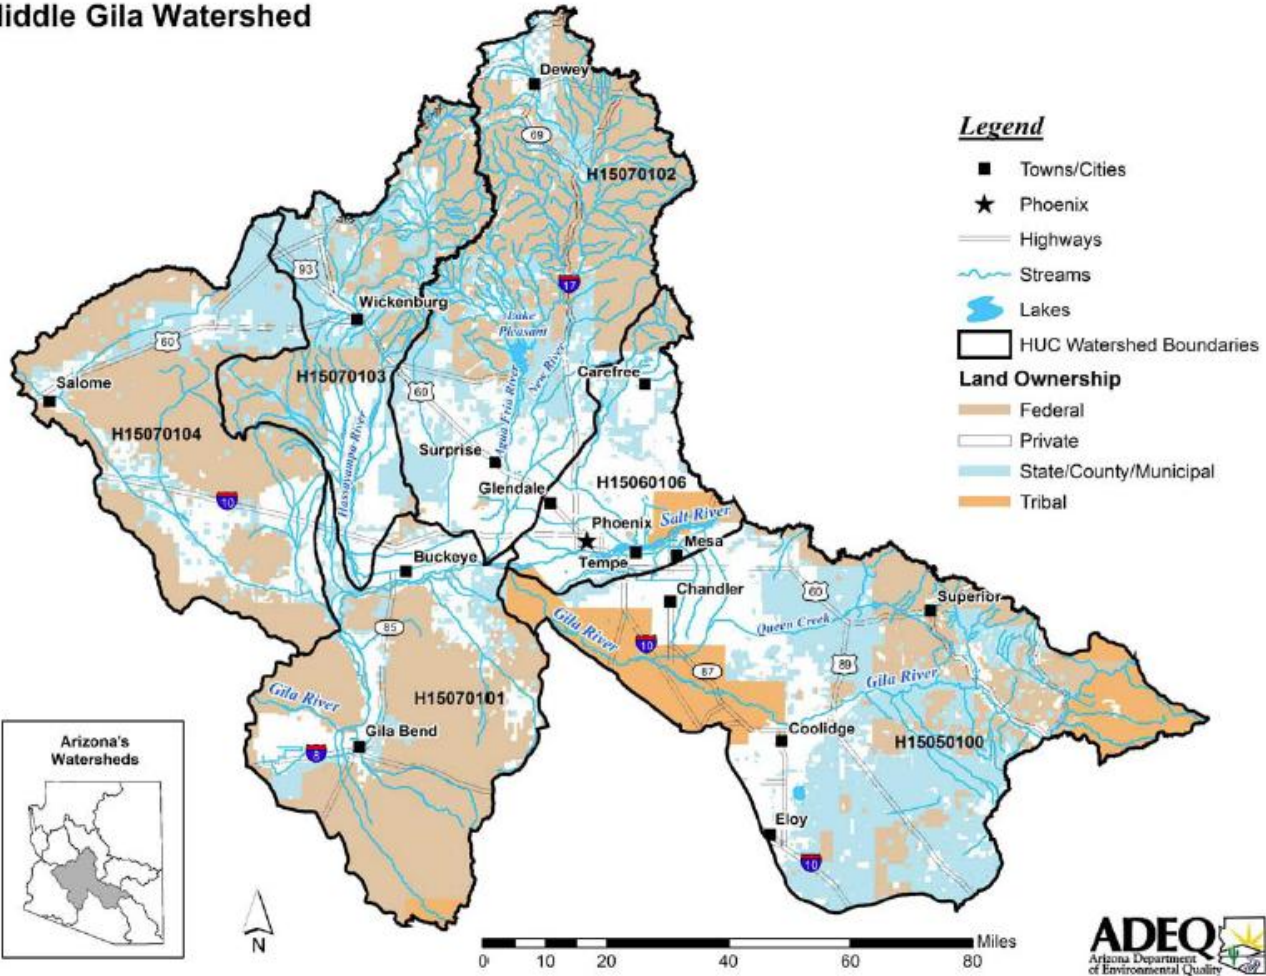 iddle Gila Watershed
Dewey
69
H15070102
17
93
Wickenburg
Lake
Pleasant
New River
Agua Fria River
60
Salome
H15070103
60
Carefree
H15070104
Surprise
Hassayampa River
Glendale
H15060106
10
Phoenix
Salt River
Mesa
Tempe
Buckeye
Chandler
60
Superior
85
Gila River
Queen Creek
10
87
89
Gila River
Gila River
H15070101
Gila Bend
8
Coolidge
H15050100
Eloy
10
Legend
Towns/Cities
Phoenix
Highways
Streams
Lakes
HUC Watershed Boundaries
Land Ownership
Federal
Private
State/County/Municipal
Tribal
Arizona's
Watersheds
N
Miles
0 10 20 40 60 80
ADEQ
Arizona Department
of Environmental Quality